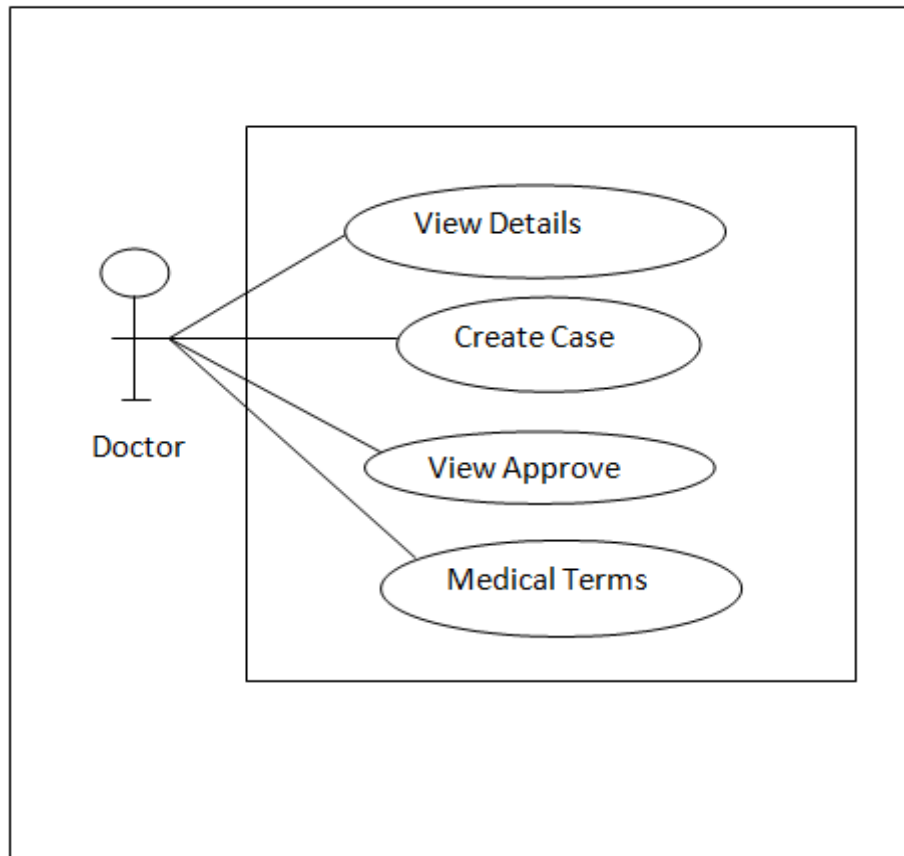 View Details
Create Case
Doctor
View Approve
Medical Terms